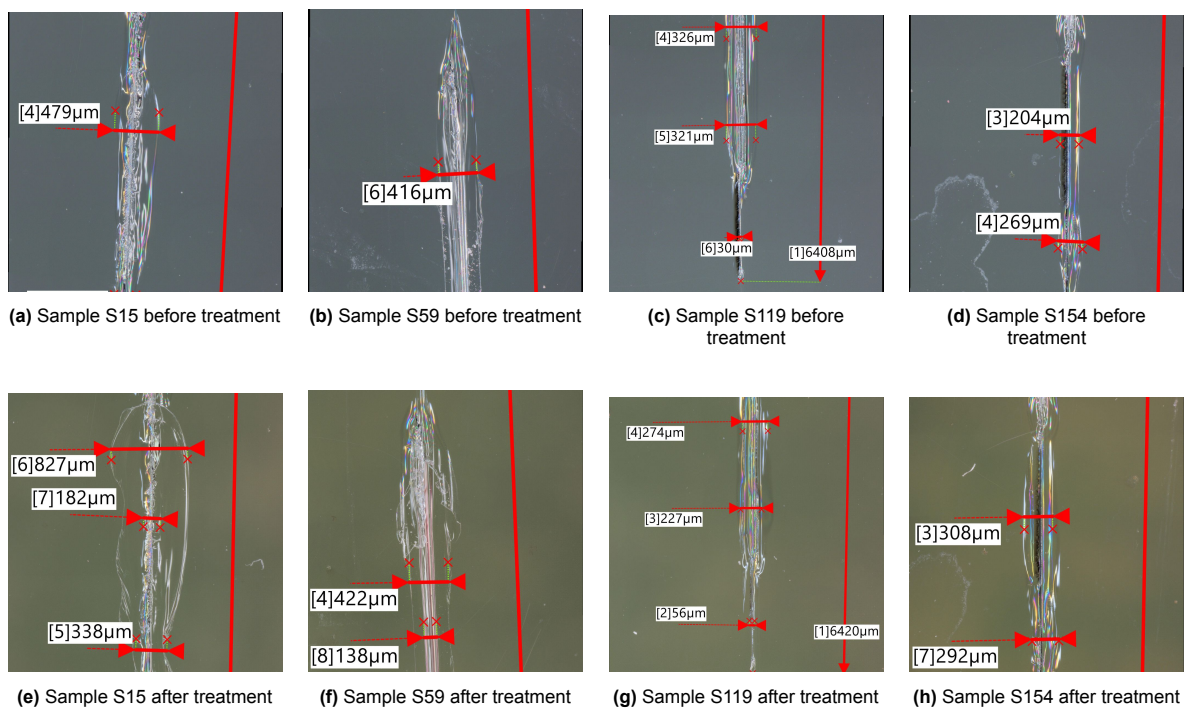 [4]479µm
[6]416µm
[4]326µm
[5]321µm
[6]30µm
[1]6408µm
[3]204µm
[4]269µm
(a) Sample S15 before treatment
(b) Sample S59 before treatment
(c) Sample S119 before
treatment
(d) Sample S154 before
treatment
[6]827µm
[7]182µm
[5]338µm
[4]422µm
[8]138µm
[4]274µm
[3]227µm
[2]56µm
[1]6420µm
[3]308µm
[7]292µm
(e) Sample S15 after treatment
(f) Sample S59 after treatment
(g) Sample S119 after treatment
(h) Sample S154 after treatment